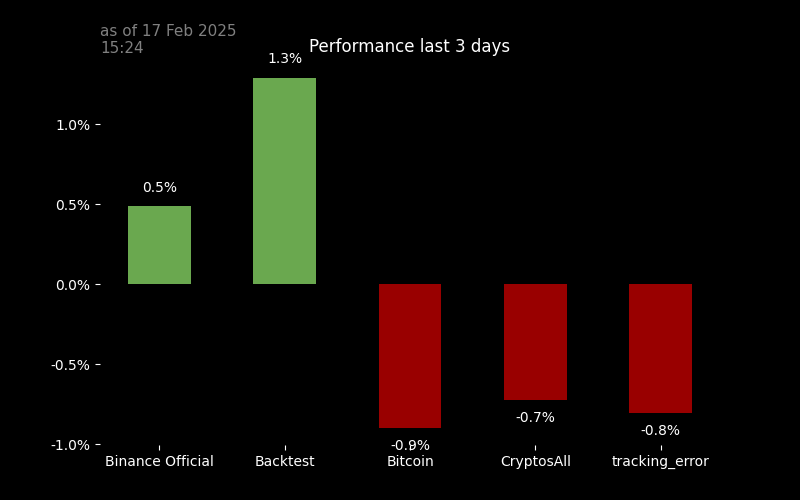 as of 17 Feb 2025
15:24
Performance last 3 days
1.3%
1.0%
0.5%
0.5%
0.0%
-0.5%
-0.7%
-0.8%
-1.0%
-0.9%
Binance Official
Backtest
Bitcoin
CryptosAll
tracking_error